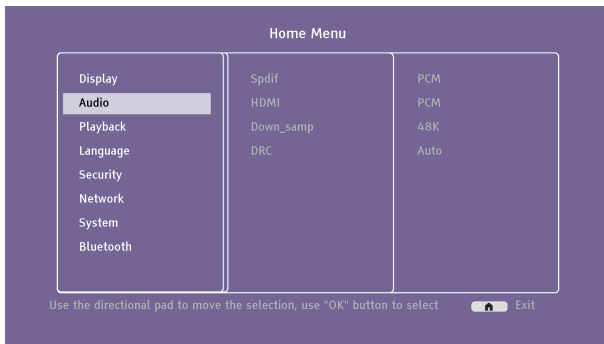 Home Menu
Display Spdif PCM
Audio HDMI PCM
Playback Down_samp 48K
Language DRC Auto
Security
Network
System
Bluetooth
Use the directional pad to move the selection, use "OK" button to select Exit